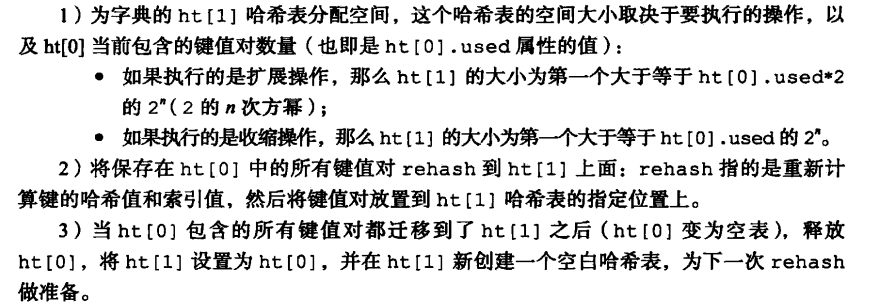 1）为字典的 ht[1] 哈希表分配空间，这个哈希表的空间大小取决于要执行的操作，以
及 ht[0] 当前包含的键值对数量（也即是 ht[0].used 属性的值）：
● 如果执行的是扩展操作，那么 ht[1] 的大小为第一个大于等于 ht[0].used*2
的 2ⁿ（2 的 n 次方幂）；
● 如果执行的是收缩操作，那么 ht[1] 的大小为第一个大于等于 ht[0].used 的 2ⁿ。
2）将保存在 ht[0] 中的所有键值对 rehash 到 ht[1] 上面：rehash 指的是重新计
算键的哈希值和索引值，然后将键值对放置到 ht[1] 哈希表的指定位置上。
3）当 ht[0] 包含的所有键值对都迁移到了 ht[1] 之后（ht[0] 变为空表），释放
ht[0]，将 ht[1] 设置为 ht[0]，并在 ht[1] 新创建一个空白哈希表，为下一次 rehash
做准备。